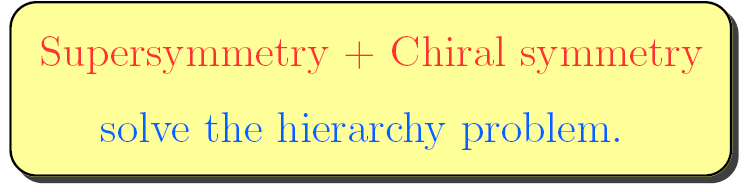 Supersymmetry + Chiral symmetry
solve the hierarchy problem.